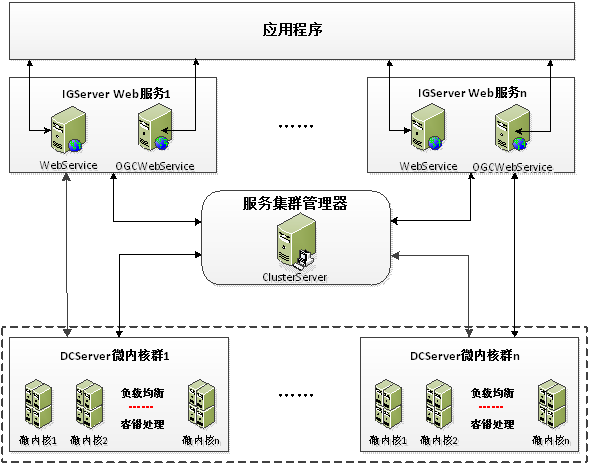 应用程序
IGServer Web服务1
WebService
OGCWebService
……
IGServer Web服务n
WebService
OGCWebService
服务集群管理器
ClusterServer
DCServer微内核群1
负载均衡
容错处理
微内核1
微内核2
微内核n
……
DCServer微内核群n
负载均衡
容错处理
微内核1
微内核2
微内核n